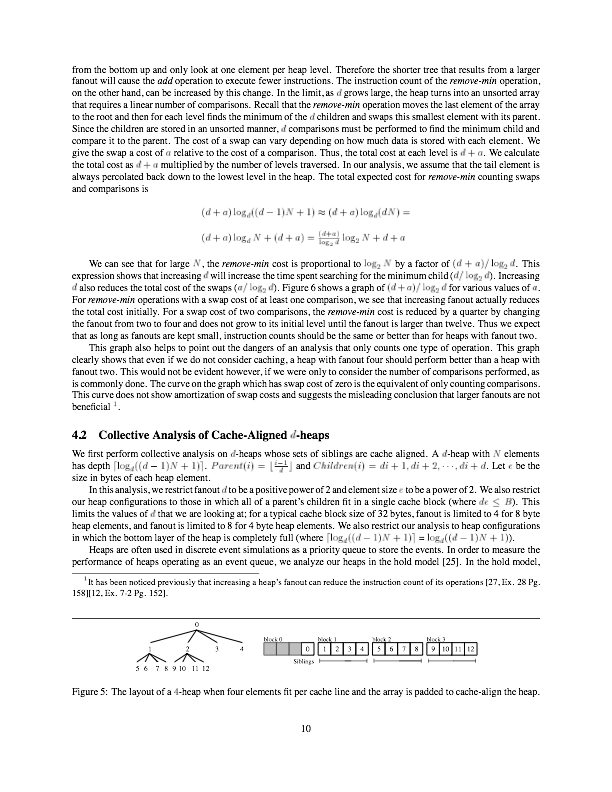 from the bottom up and only look at one element per heap level. Therefore the shorter tree that results from a larger
fanout will cause the add operation to execute fewer instructions. The instruction count of the remove-min operation,
on the other hand, can be increased by this change. In the limit, as d grows large, the heap turns into an unsorted array
that requires a linear number of comparisons. Recall that the remove-min operation moves the last element of the array
to the root and then for each level finds the minimum of the d children and swaps this smallest element with its parent.
Since the children are stored in an unsorted manner, d comparisons must be performed to find the minimum child and
compare it to the parent. The cost of a swap can vary depending on how much data is stored with each element. We
give the swap a cost of a relative to the cost of a comparison. Thus, the total cost at each level is d + a. We calculate
the total cost as d + a multiplied by the number of levels traversed. In our analysis, we assume that the tail element is
always percolated back down to the lowest level in the heap. The total expected cost for remove-min counting swaps
and comparisons is
(d + a) log_d((d − 1)N + 1) ≈ (d + a) log_d(dN) =
(d + a) log_d N + (d + a) = (d+a)/log₂ d log₂ N + d + a
We can see that for large N, the remove-min cost is proportional to log₂ N by a factor of (d + a)/ log₂ d. This
expression shows that increasing d will increase the time spent searching for the minimum child (d/ log₂ d). Increasing
d also reduces the total cost of the swaps (a/ log₂ d). Figure 6 shows a graph of (d + a)/ log₂ d for various values of a.
For remove-min operations with a swap cost of at least one comparison, we see that increasing fanout actually reduces
the total cost initially. For a swap cost of two comparisons, the remove-min cost is reduced by a quarter by changing
the fanout from two to four and does not grow to its initial level until the fanout is larger than twelve. Thus we expect
that as long as fanouts are kept small, instruction counts should be the same or better than for heaps with fanout two.
This graph also helps to point out the dangers of an analysis that only counts one type of operation. This graph
clearly shows that even if we do not consider caching, a heap with fanout four should perform better than a heap with
fanout two. This would not be evident however, if we were only to consider the number of comparisons performed, as
is commonly done. The curve on the graph which has swap cost of zero is the equivalent of only counting comparisons.
This curve does not show amortization of swap costs and suggests the misleading conclusion that larger fanouts are not
beneficial ¹.
4.2 Collective Analysis of Cache-Aligned d-heaps
We first perform collective analysis on d-heaps whose sets of siblings are cache aligned. A d-heap with N elements
has depth ⌈log_d((d − 1)N + 1)⌉. Parent(i) = ⌊(i−1)/d⌋ and Children(i) = di + 1, di + 2, ···, di + d. Let e be the
size in bytes of each heap element.
In this analysis, we restrict fanout d to be a positive power of 2 and element size e to be a power of 2. We also restrict
our heap configurations to those in which all of a parent's children fit in a single cache block (where de ≤ B). This
limits the values of d that we are looking at; for a typical cache block size of 32 bytes, fanout is limited to 4 for 8 byte
heap elements, and fanout is limited to 8 for 4 byte heap elements. We also restrict our analysis to heap configurations
in which the bottom layer of the heap is completely full (where ⌈log_d((d − 1)N + 1)⌉ = log_d((d − 1)N + 1)).
Heaps are often used in discrete event simulations as a priority queue to store the events. In order to measure the
performance of heaps operating as an event queue, we analyze our heaps in the hold model [25]. In the hold model,
¹It has been noticed previously that increasing a heap's fanout can reduce the instruction count of its operations [27, Ex. 28 Pg.
158][12, Ex. 7-2 Pg. 152].
0
1 2 3 4
5 6 7 8 9 10 11 12
block 0 block 1 block 2 block 3
0 1 2 3 4 5 6 7 8 9 10 11 12
Siblings
Figure 5: The layout of a 4-heap when four elements fit per cache line and the array is padded to cache-align the heap.
10